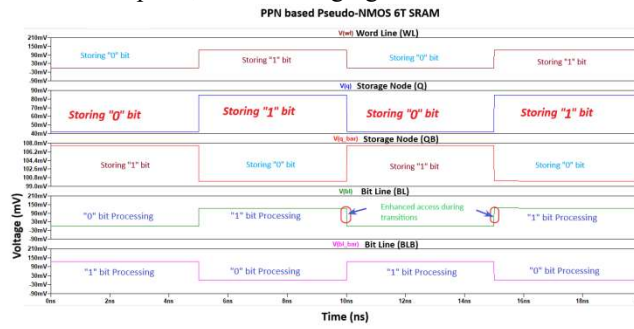 PPN based Pseudo-NMOS 6T SRAM
V(wl) Word Line (WL)
210mV
150mV
90mV
30mV
-30mV
-90mV
Storing "0" bit
Storing "1" bit
Storing "0" bit
Storing "1" bit
V(q) Storage Node (Q)
90mV
80mV
70mV
60mV
50mV
40mV
Storing "0" bit
Storing "1" bit
Storing "0" bit
Storing "1" bit
V(q_bar) Storage Node (QB)
108.0mV
106.2mV
104.4mV
102.6mV
100.8mV
99.0mV
Storing "1" bit
Storing "0" bit
Storing "1" bit
Storing "0" bit
V(bl) Bit Line (BL)
210mV
150mV
90mV
30mV
-30mV
-90mV
"0" bit Processing
"1" bit Processing
Enhanced access during
transitions
"1" bit Processing
V(bl_bar) Bit Line (BLB)
210mV
150mV
90mV
30mV
-30mV
-90mV
"1" bit Processing
"0" bit Processing
"1" bit Processing
"0" bit Processing
Voltage (mV)
0ns 2ns 4ns 6ns 8ns 10ns 12ns 14ns 16ns 18ns
Time (ns)